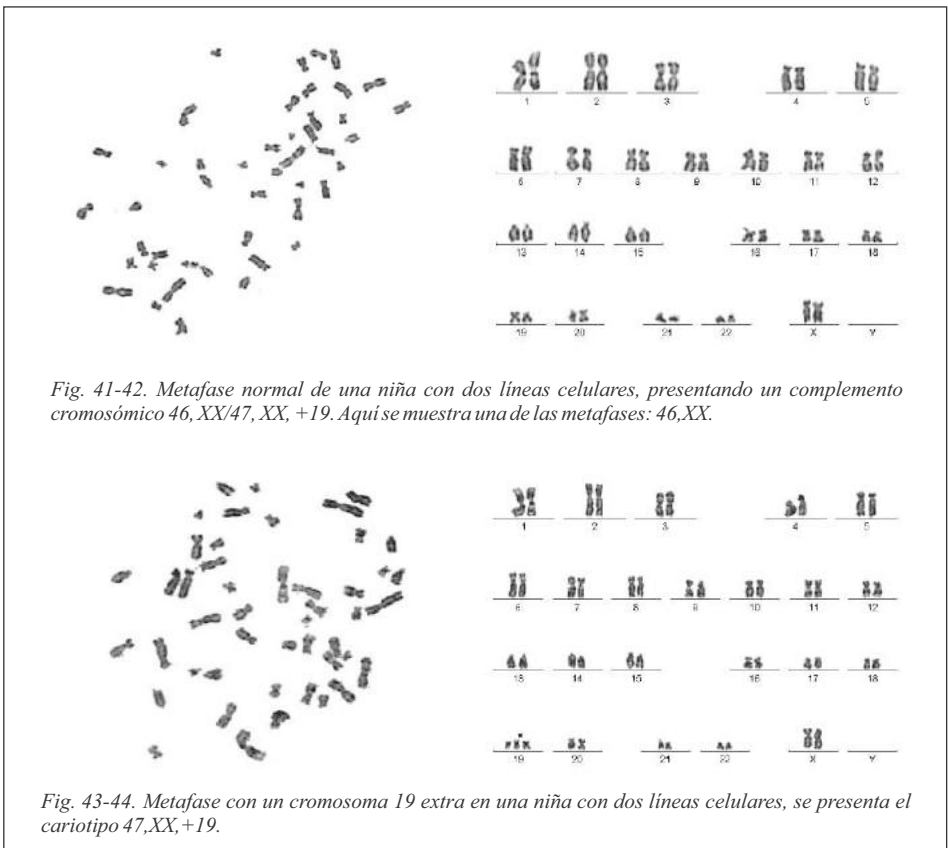 1 2 3 4 5
6 7 8 9 10 11 12
13 14 15 16 17 18
19 20 21 22 X Y
Fig. 41-42. Metafase normal de una niña con dos líneas celulares, presentando un complemento
cromosómico 46, XX/47, XX, +19. Aquí se muestra una de las metafases: 46,XX.
1 2 3 4 5
6 7 8 9 10 11 12
13 14 15 16 17 18
19 20 21 22 X Y
Fig. 43-44. Metafase con un cromosoma 19 extra en una niña con dos líneas celulares, se presenta el
cariotipo 47,XX,+19.